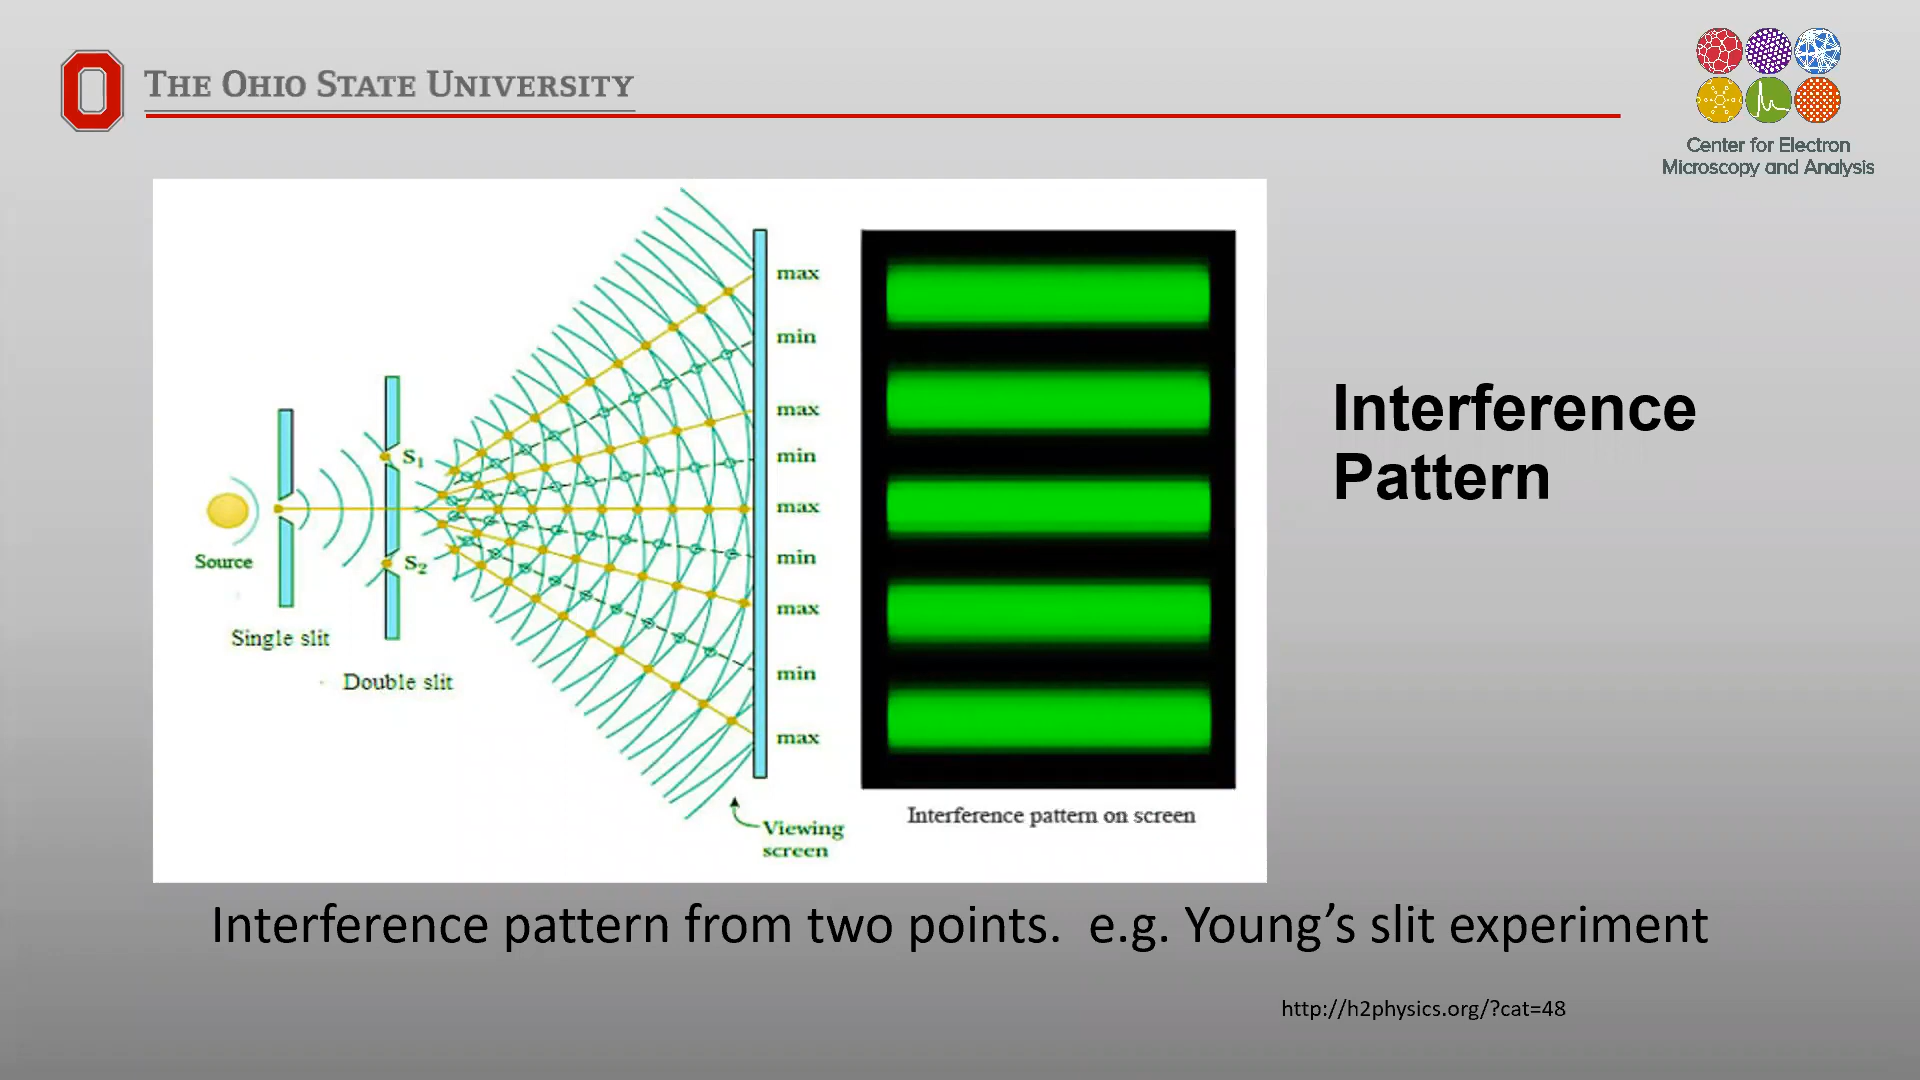 THE OHIO STATE UNIVERSITY
Center for Electron
Microscopy and Analysis
max
min
max
S1
min
max
Source
S2
min
max
Single slit
min
Double slit
max
Viewing
screen
Interference pattern on screen
Interference
Pattern
Interference pattern from two points.  e.g. Young’s slit experiment
http://h2physics.org/?cat=48